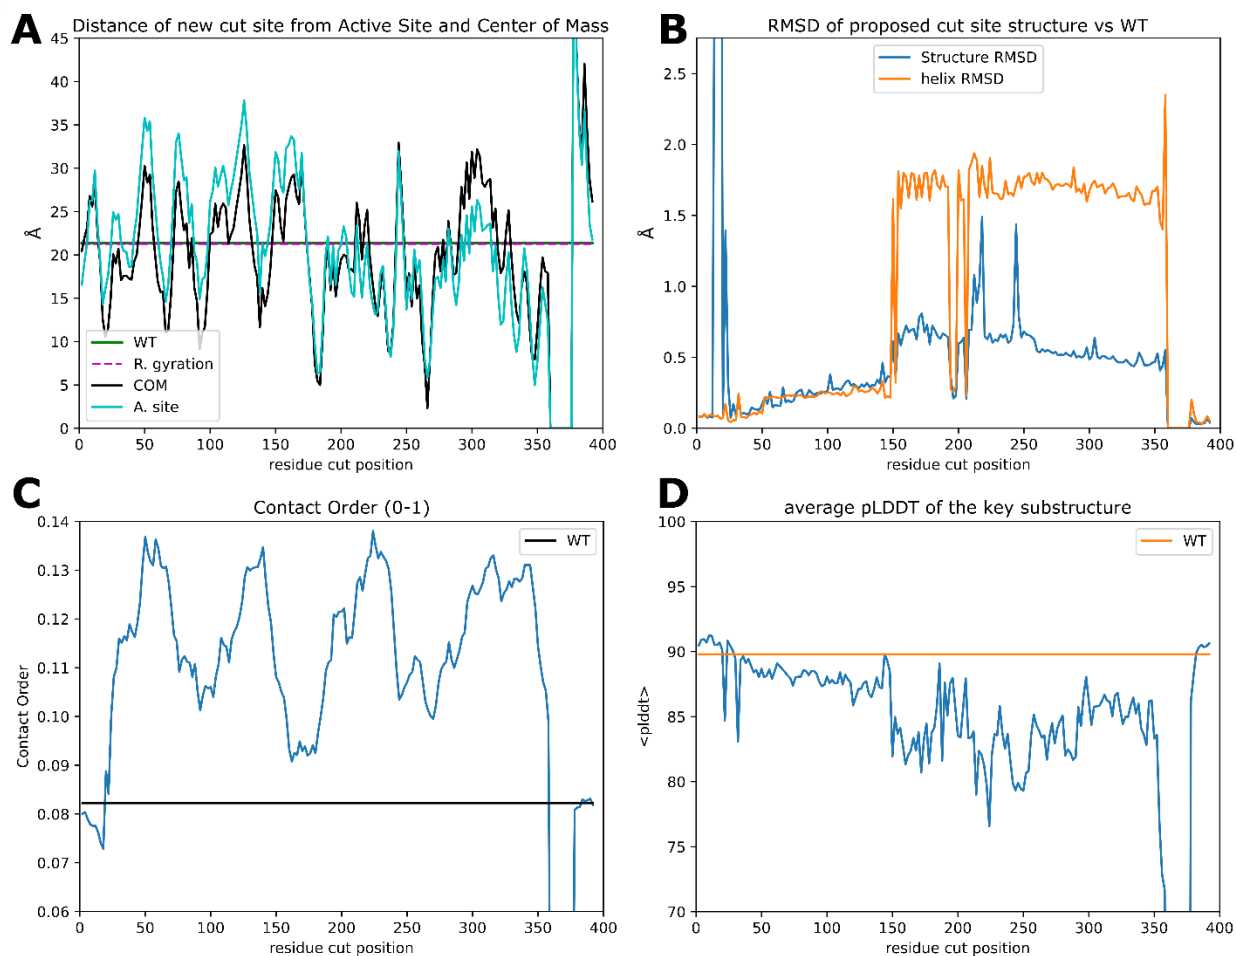 A
Distance of new cut site from Active Site and Center of Mass
45
40
35
30
25
20
15
10
5
0
Å
WT
R. gyration
COM
A. site
0 50 100 150 200 250 300 350 400
residue cut position
B
RMSD of proposed cut site structure vs WT
2.5
2.0
1.5
1.0
0.5
0.0
Å
Structure RMSD
helix RMSD
0 50 100 150 200 250 300 350 400
residue cut position
C
Contact Order (0-1)
0.14
0.13
0.12
0.11
0.10
0.09
0.08
0.07
0.06
Contact Order
WT
0 50 100 150 200 250 300 350 400
residue cut position
D
average pLDDT of the key substructure
100
95
90
85
80
75
70
<plddt>
WT
0 50 100 150 200 250 300 350 400
residue cut position